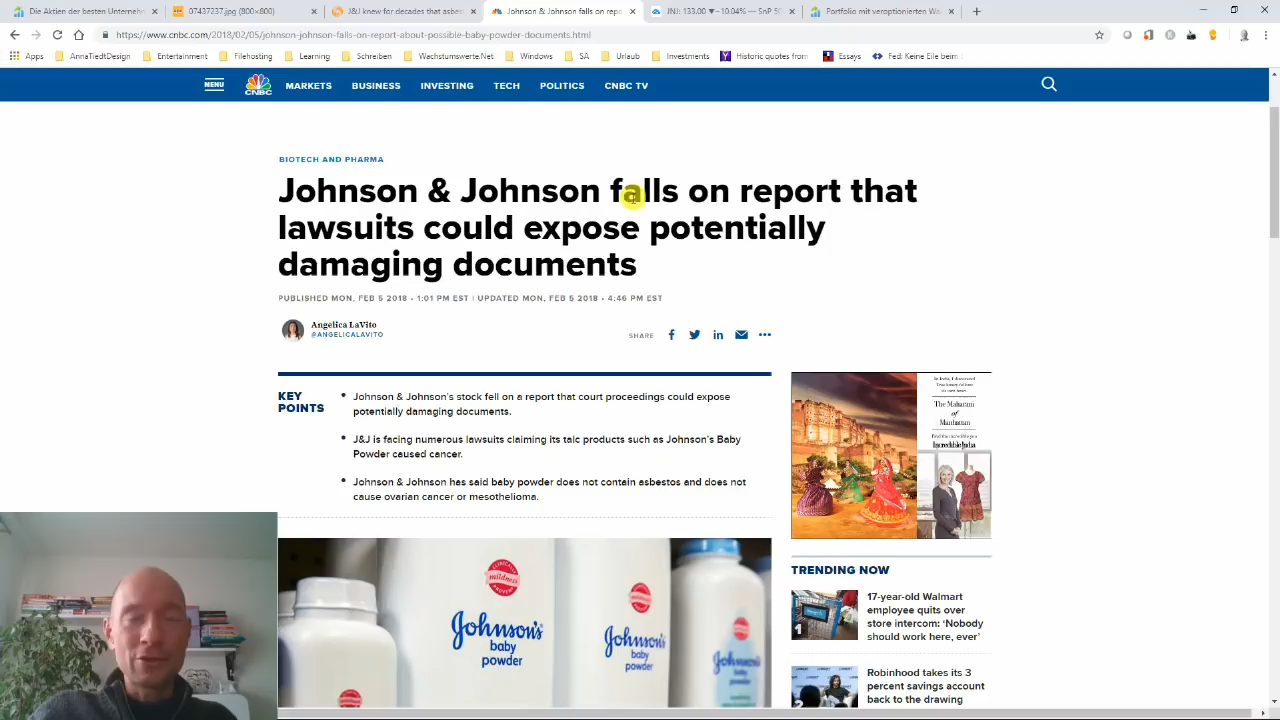 Die Aktien der besten Unterneh
07437237.jpg (800×800)
J&J knew for decades that asbes
Johnson & Johnson falls on repo
JNJ: 133.00 ▼−10.04% — SnP 50
Portfolio mit veroptionierten Wa
https://www.cnbc.com/2018/02/05/johnson-johnson-falls-on-report-about-possible-baby-powder-documents.html
Apps
AnnaTiedtDesign
Entertainment
Filehosting
Learning
Schreiben
WachstumsWerte.Net
Windows
SA
Urlaub
Investments
Historic quotes from
Essays
Fed: Keine Eile beim
MENU
CNBC
MARKETS
BUSINESS
INVESTING
TECH
POLITICS
CNBC TV
BIOTECH AND PHARMA
Johnson & Johnson falls on report that
lawsuits could expose potentially
damaging documents
PUBLISHED MON, FEB 5 2018 • 1:01 PM EST | UPDATED MON, FEB 5 2018 • 4:46 PM EST
Angelica LaVito
@ANGELICALAVITO
SHARE
KEY
POINTS
Johnson & Johnson's stock fell on a report that court proceedings could expose
potentially damaging documents.
J&J is facing numerous lawsuits claiming its talc products such as Johnson's Baby
Powder caused cancer.
Johnson & Johnson has said baby powder does not contain asbestos and does not
cause ovarian cancer or mesothelioma.
The Maharani
of
Manhattan
IncredibleIndia
CLINICALLY
mildness
PROVEN
Johnson's
baby
powder
Johnson's
baby
powder
Johnson's
baby
powder
TRENDING NOW
1
17-year-old Walmart
employee quits over
store intercom: ‘Nobody
should work here, ever’
2
Robinhood takes its 3
percent savings account
back to the drawing